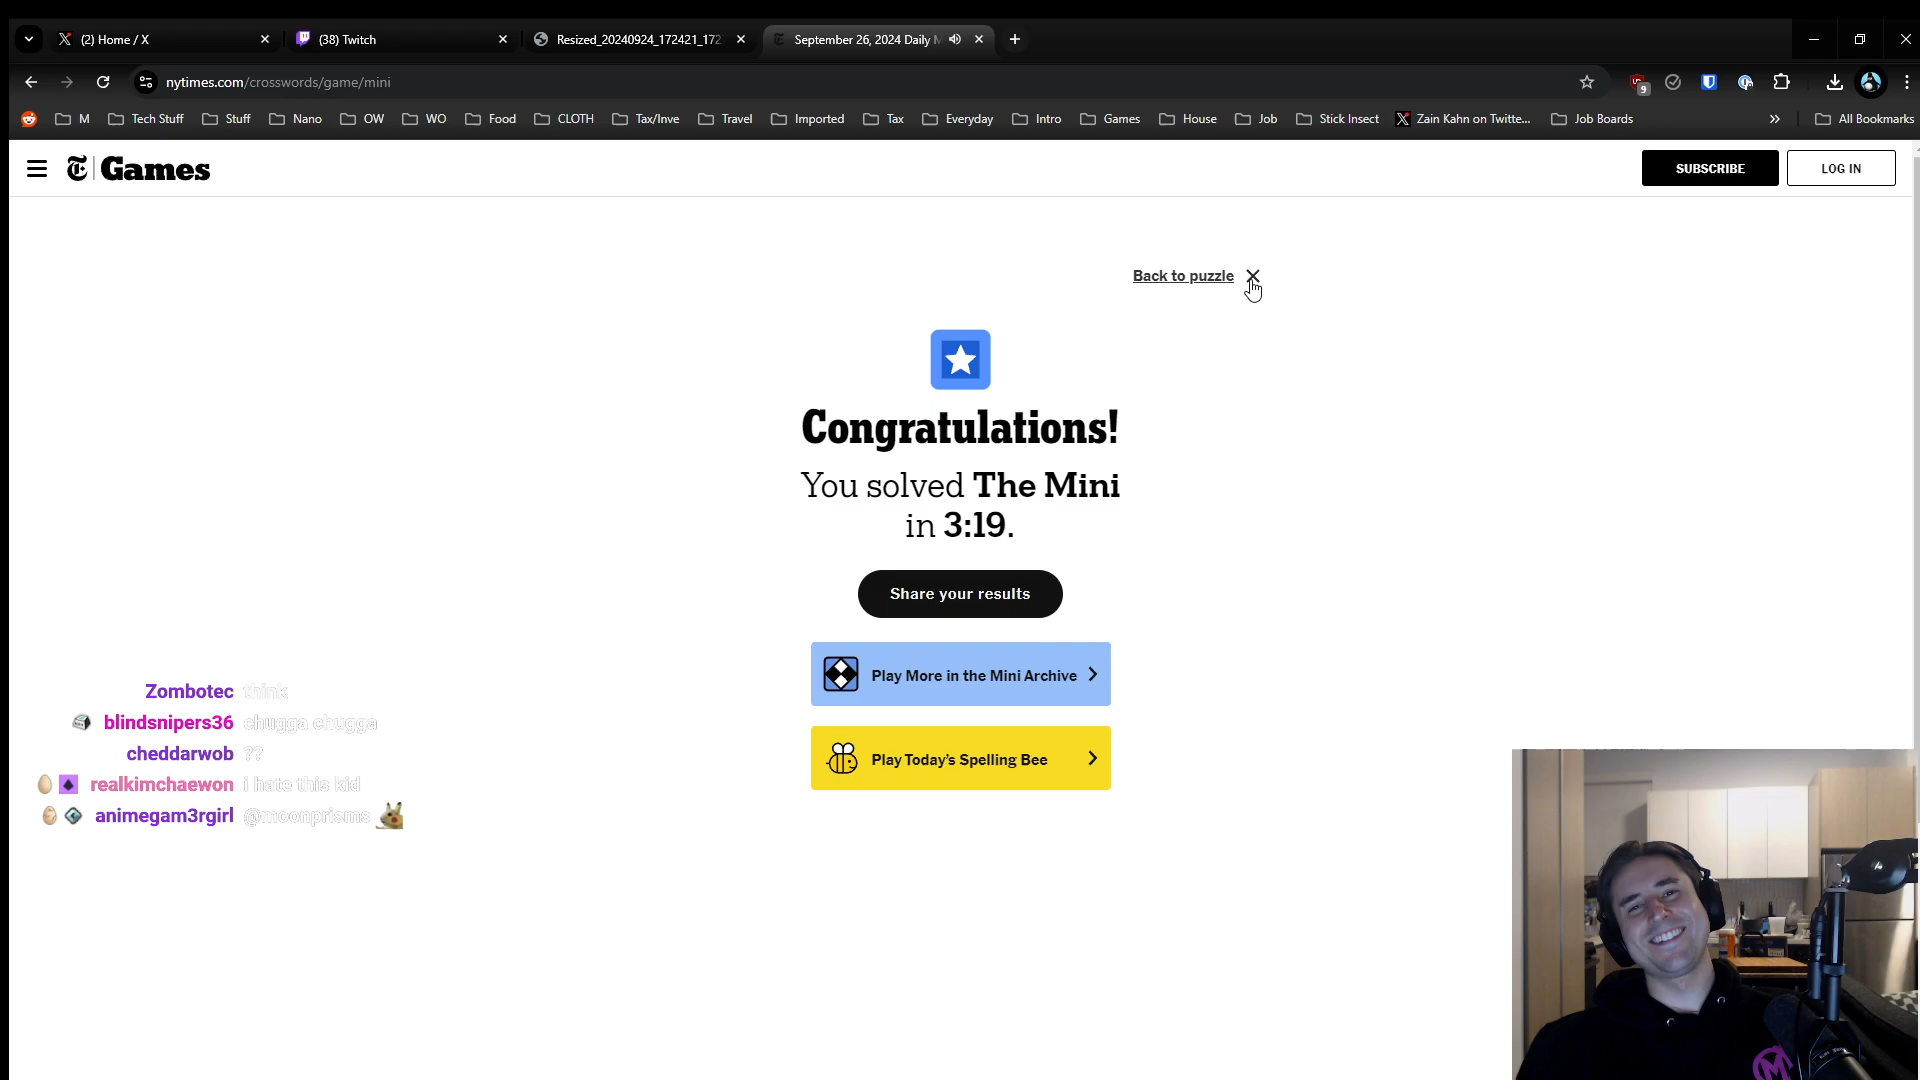 (2) Home / X
(38) Twitch
Resized_20240924_172421_172
September 26, 2024 Daily M
nytimes.com/crosswords/game/mini
9
M
Tech Stuff
Stuff
Nano
OW
WO
Food
CLOTH
Tax/Inve
Travel
Imported
Tax
Everyday
Intro
Games
House
Job
Stick Insect
Zain Kahn on Twitte...
Job Boards
All Bookmarks
T Games
SUBSCRIBE
LOG IN
Back to puzzle
Congratulations!
You solved The Mini
in 3:19.
Share your results
Play More in the Mini Archive
Play Today's Spelling Bee
Zombotec think
blindsnipers36 chugga chugga
cheddarwob ??
realkimchaewon i hate this kid
animegam3rgirl @moonprisms